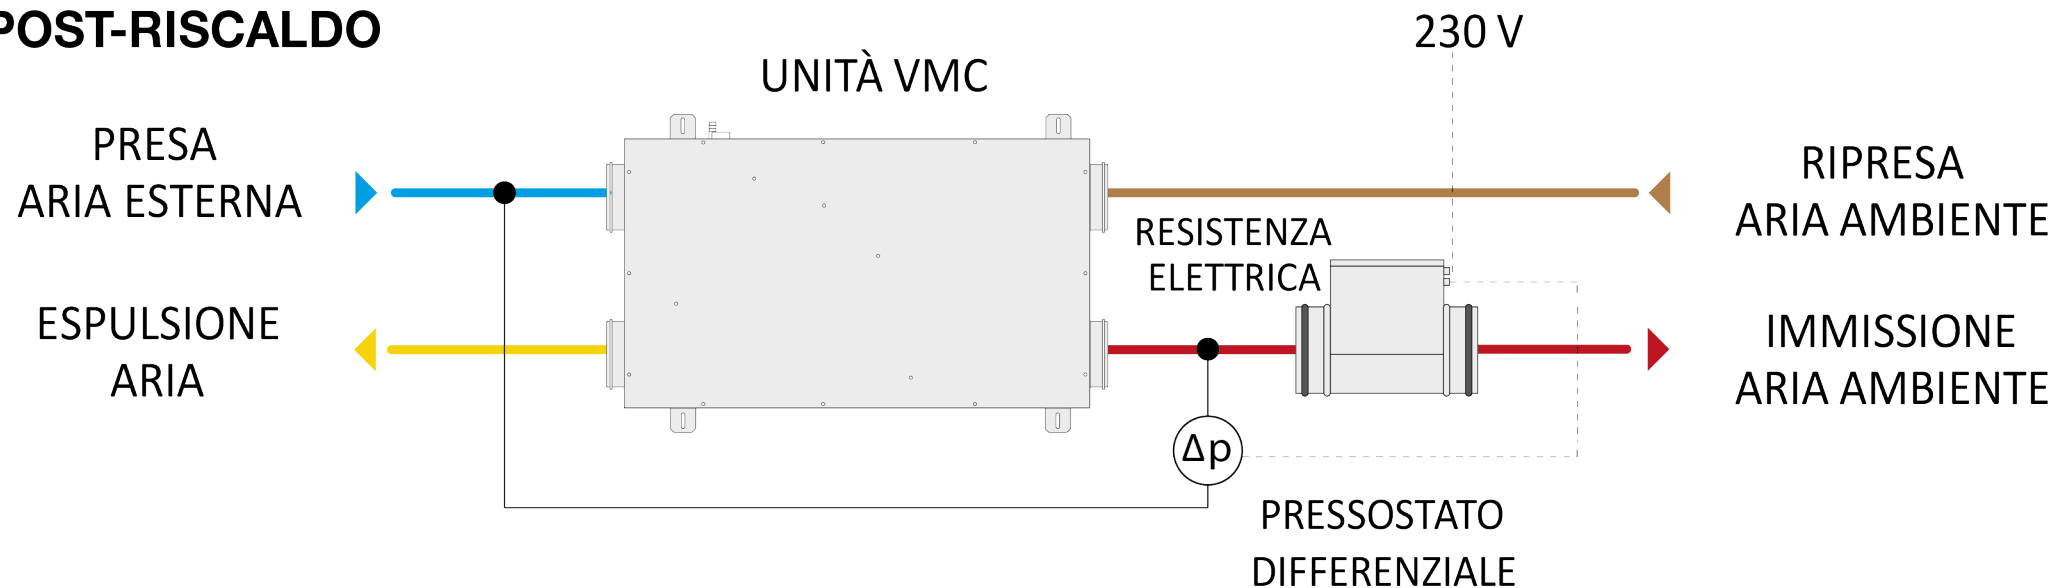 POST-RISCALDO
230 V
UNITÀ VMC
PRESA
ARIA ESTERNA
RIPRESA
ARIA AMBIENTE
RESISTENZA
ELETTRICA
ESPULSIONE
ARIA
IMMISSIONE
ARIA AMBIENTE
Δp
PRESSOSTATO
DIFFERENZIALE